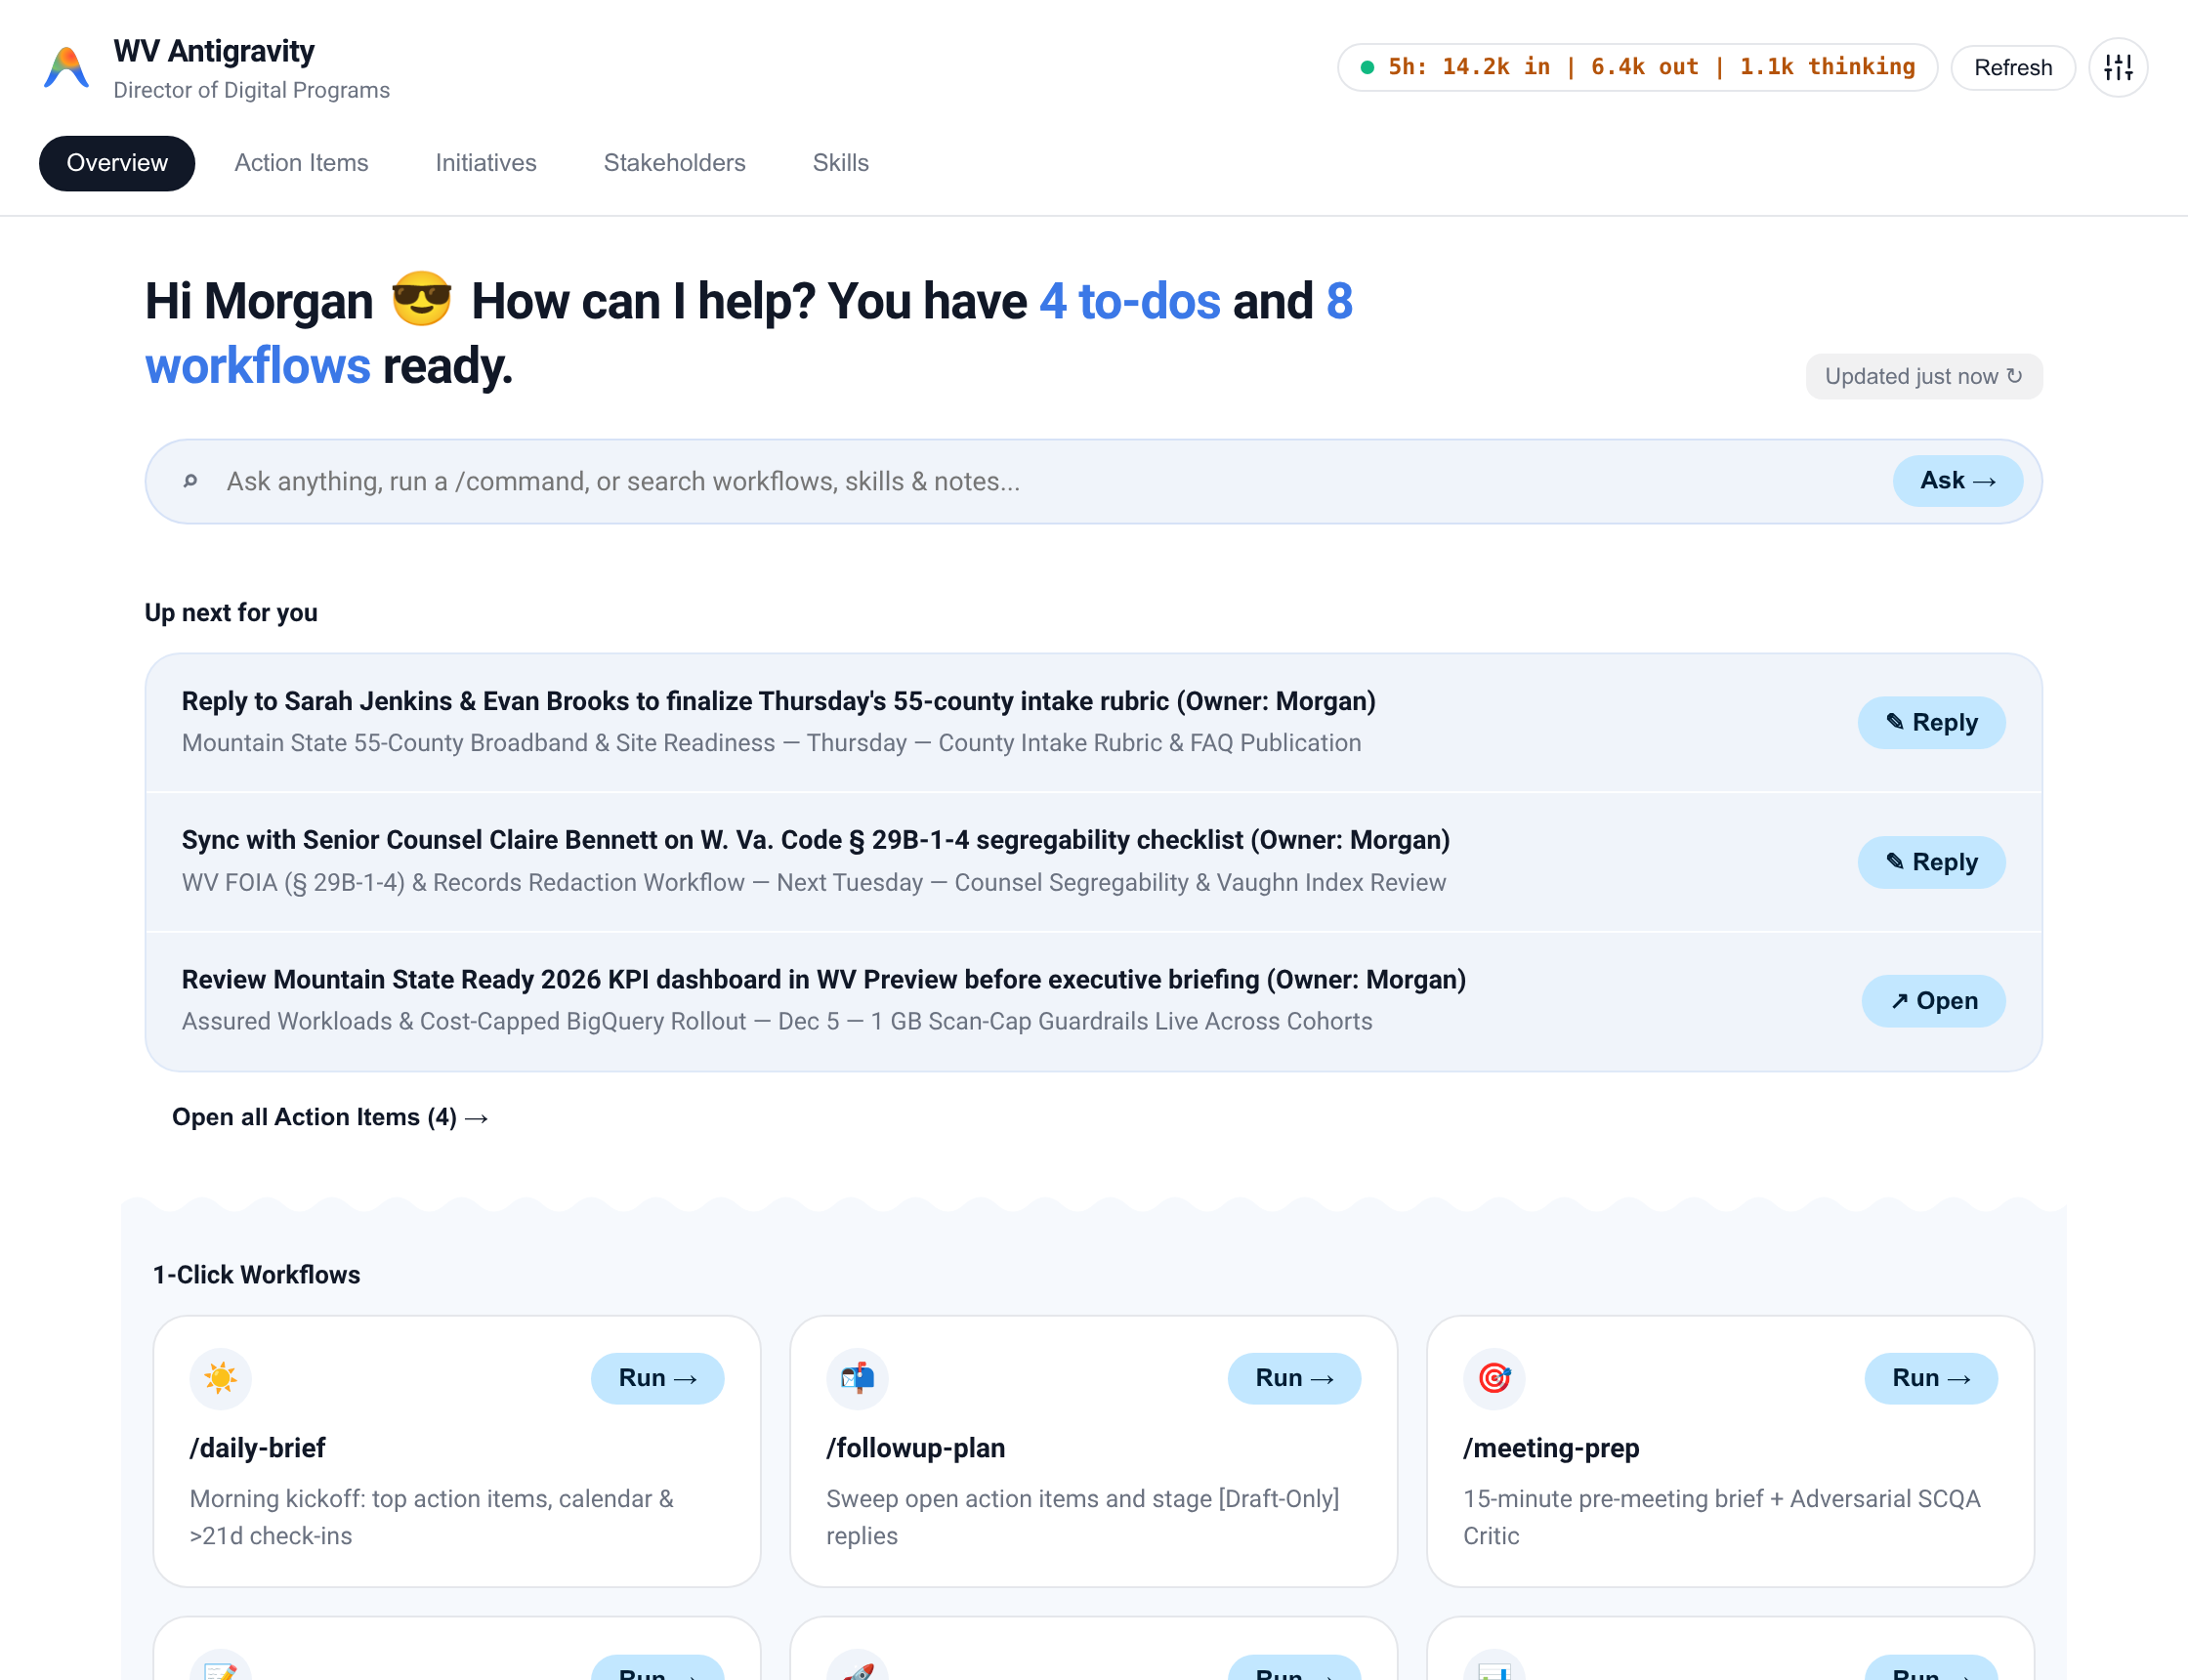 WV Antigravity
Director of Digital Programs
5h: 14.2k in | 6.4k out | 1.1k thinking
Refresh
Overview
Action Items
Initiatives
Stakeholders
Skills
Hi Morgan 😎 How can I help? You have 4 to-dos and 8
workflows ready.
Updated just now ↻
Ask anything, run a /command, or search workflows, skills & notes...
Ask →
Up next for you
Reply to Sarah Jenkins & Evan Brooks to finalize Thursday's 55-county intake rubric (Owner: Morgan)
Mountain State 55-County Broadband & Site Readiness — Thursday — County Intake Rubric & FAQ Publication
✎ Reply
Sync with Senior Counsel Claire Bennett on W. Va. Code § 29B-1-4 segregability checklist (Owner: Morgan)
WV FOIA (§ 29B-1-4) & Records Redaction Workflow — Next Tuesday — Counsel Segregability & Vaughn Index Review
✎ Reply
Review Mountain State Ready 2026 KPI dashboard in WV Preview before executive briefing (Owner: Morgan)
Assured Workloads & Cost-Capped BigQuery Rollout — Dec 5 — 1 GB Scan-Cap Guardrails Live Across Cohorts
↗ Open
Open all Action Items (4) →
1-Click Workflows
Run →
/daily-brief
Morning kickoff: top action items, calendar &
>21d check-ins
Run →
/followup-plan
Sweep open action items and stage [Draft-Only]
replies
Run →
/meeting-prep
15-minute pre-meeting brief + Adversarial SCQA
Critic
Run →
Run →
Run →